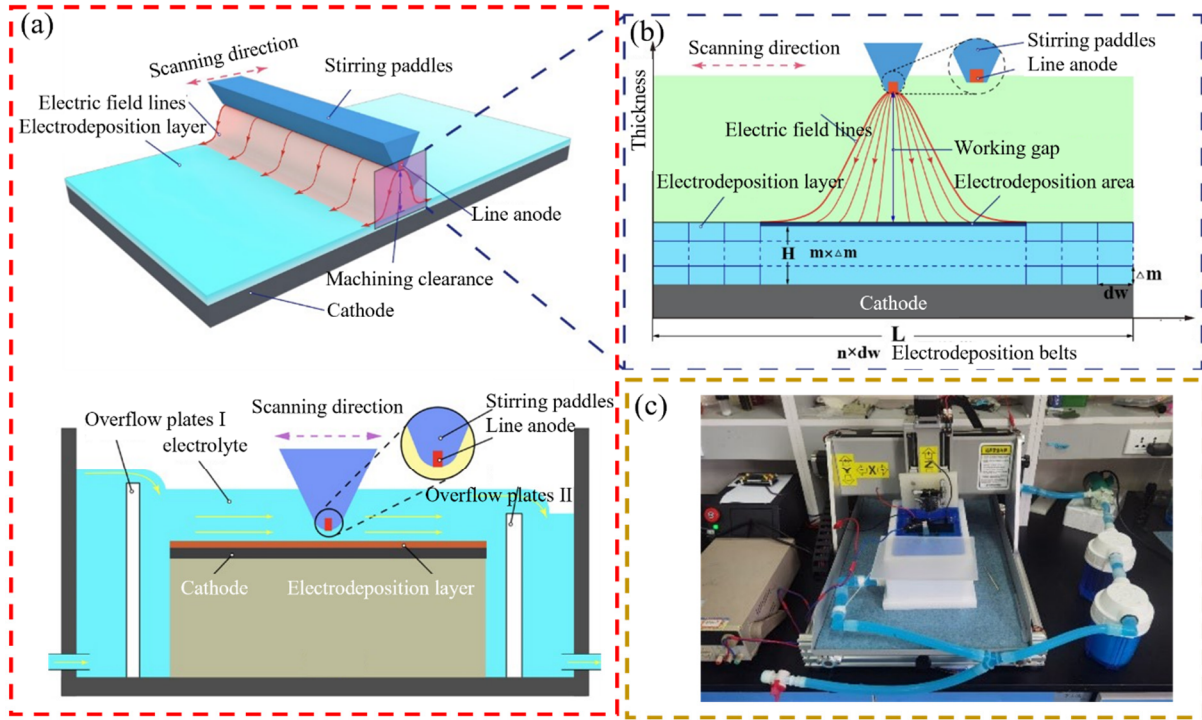 (a)
Scanning direction
Stirring paddles
Electric field lines
Electrodeposition layer
Line anode
Machining clearance
Cathode
Overflow plates I
electrolyte
Scanning direction
Stirring paddles
Line anode
Overflow plates II
Cathode
Electrodeposition layer
(b)
Thickness
Scanning direction
Stirring paddles
Line anode
Electric field lines
Working gap
Electrodeposition layer
Electrodeposition area
H
m×△m
△m
dw
Cathode
L
n×dw Electrodeposition belts
(c)
Y
X
Z